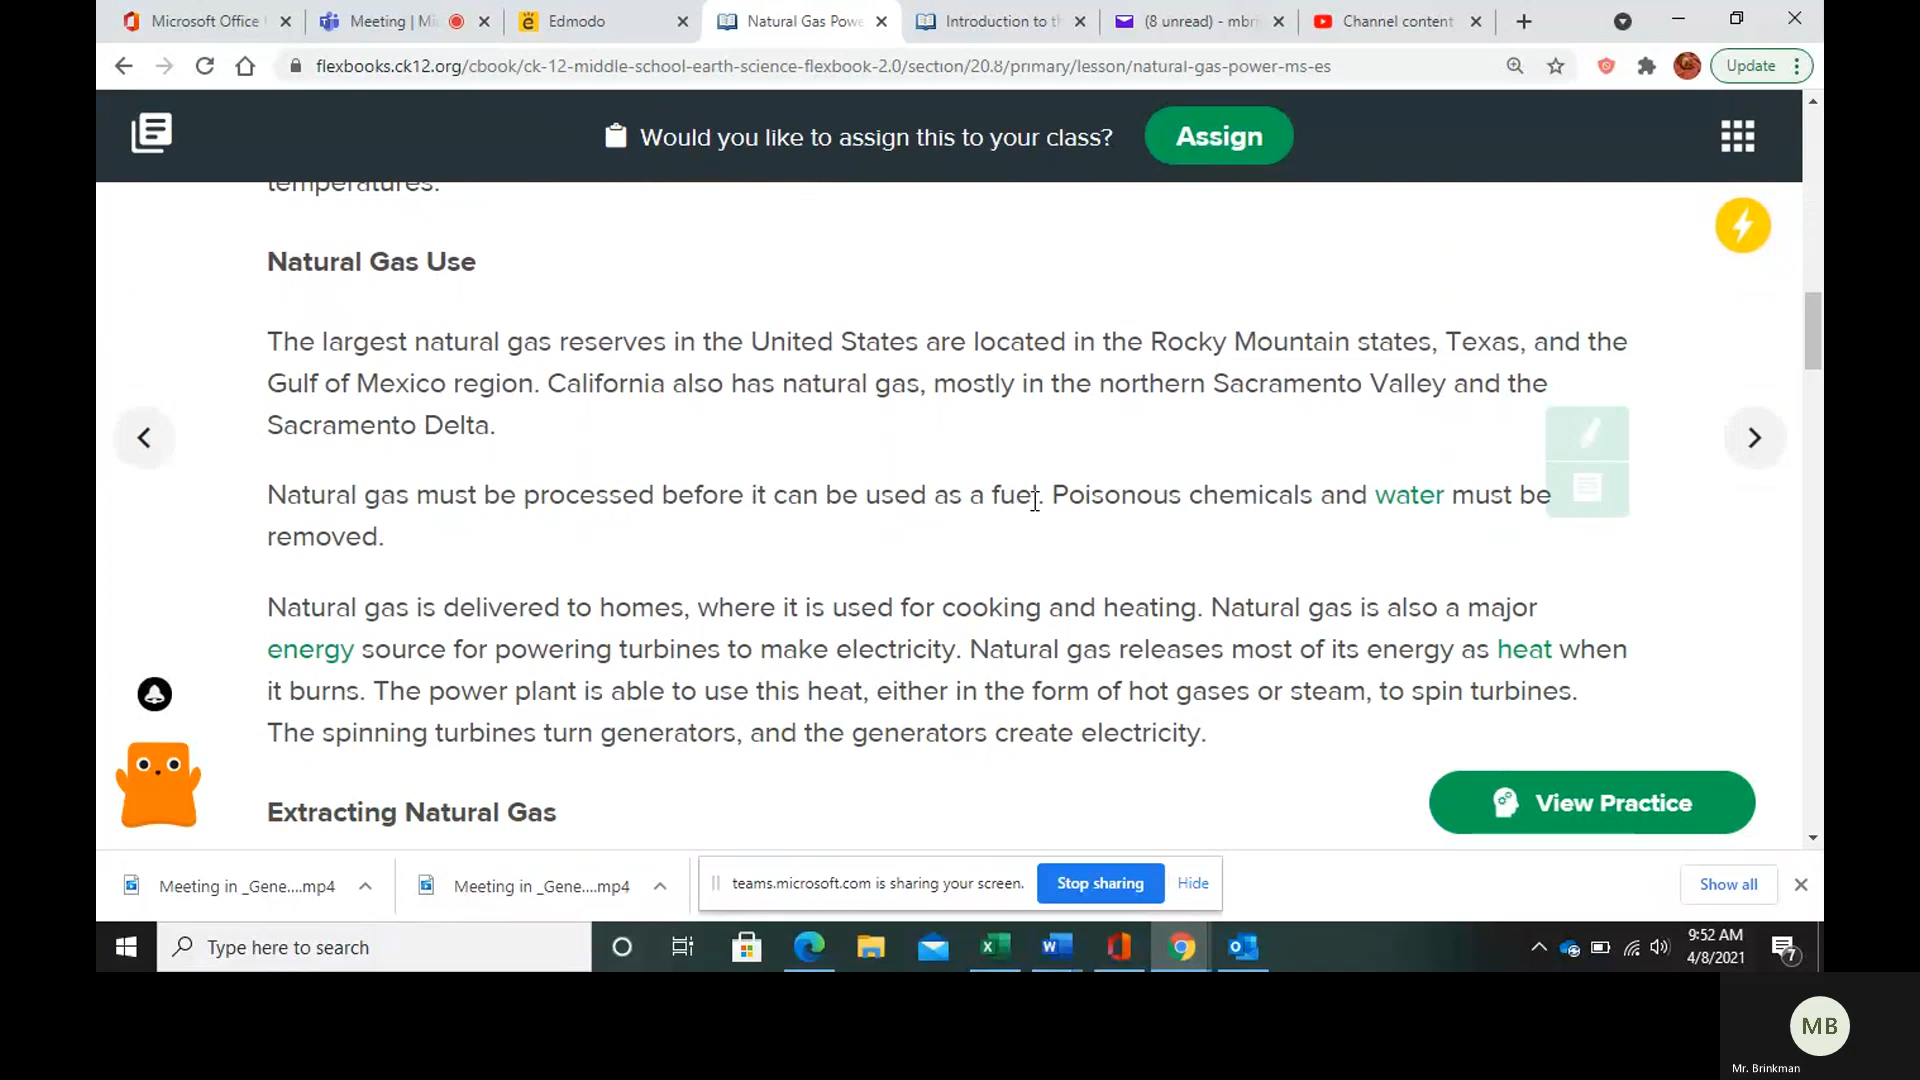 Microsoft Office
Meeting | Mi
Edmodo
Natural Gas Powe
Introduction to th
(8 unread) - mbri
Channel content
flexbooks.ck12.org/cbook/ck-12-middle-school-earth-science-flexbook-2.0/section/20.8/primary/lesson/natural-gas-power-ms-es
Update
Would you like to assign this to your class?
Assign
temperatures.
Natural Gas Use
The largest natural gas reserves in the United States are located in the Rocky Mountain states, Texas, and the
Gulf of Mexico region. California also has natural gas, mostly in the northern Sacramento Valley and the
Sacramento Delta.
Natural gas must be processed before it can be used as a fuel. Poisonous chemicals and water must be
removed.
Natural gas is delivered to homes, where it is used for cooking and heating. Natural gas is also a major
energy source for powering turbines to make electricity. Natural gas releases most of its energy as heat when
it burns. The power plant is able to use this heat, either in the form of hot gases or steam, to spin turbines.
The spinning turbines turn generators, and the generators create electricity.
Extracting Natural Gas
View Practice
Meeting in _Gene....mp4
Meeting in _Gene....mp4
teams.microsoft.com is sharing your screen.
Stop sharing
Hide
Show all
Type here to search
9:52 AM
4/8/2021
7
MB
Mr. Brinkman